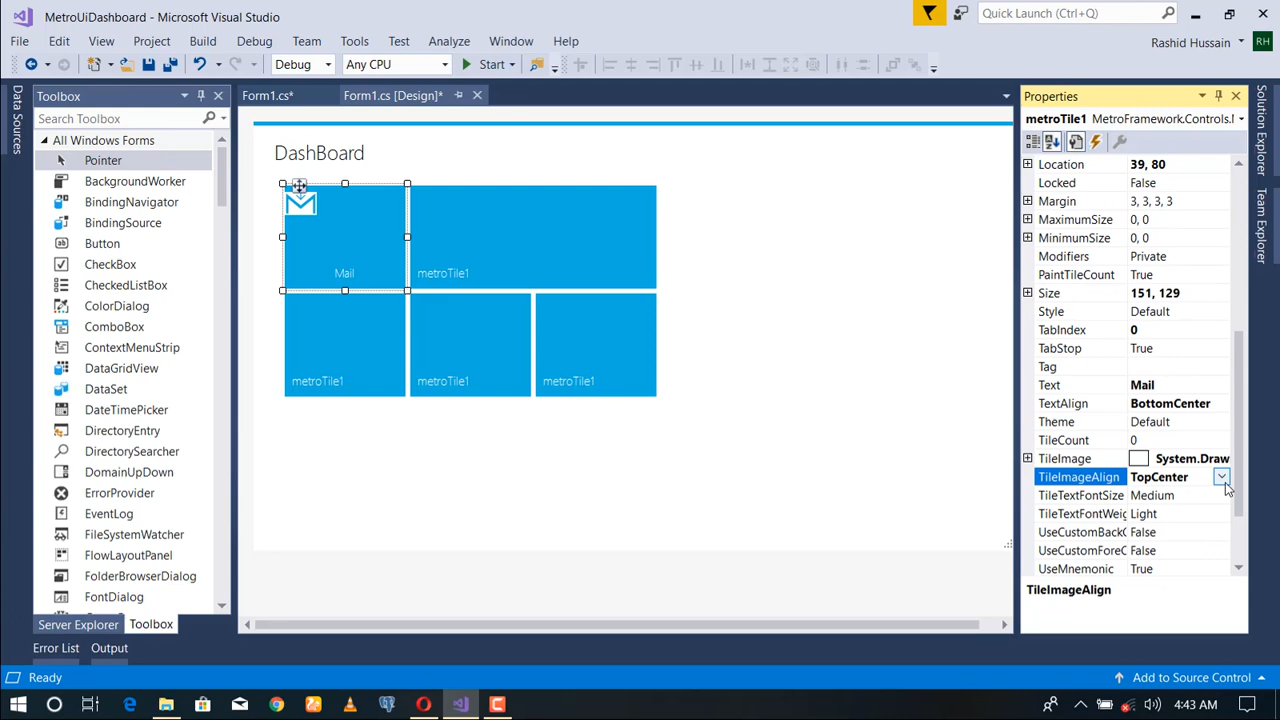 MetroUiDashboard - Microsoft Visual Studio
Quick Launch (Ctrl+Q)
File Edit View Project Build Debug Team Tools Test Analyze Window Help
Rashid Hussain RH
Debug Any CPU Start
Data Sources
Toolbox
Search Toolbox
All Windows Forms
Pointer
BackgroundWorker
BindingNavigator
BindingSource
Button
CheckBox
CheckedListBox
ColorDialog
ComboBox
ContextMenuStrip
DataGridView
DataSet
DateTimePicker
DirectoryEntry
DirectorySearcher
DomainUpDown
ErrorProvider
EventLog
FileSystemWatcher
FlowLayoutPanel
FolderBrowserDialog
FontDialog
Server Explorer Toolbox
Form1.cs* Form1.cs [Design]*
DashBoard
Mail metroTile1
metroTile1 metroTile1 metroTile1
Properties
metroTile1 MetroFramework.Controls.M
Location 39, 80
Locked False
Margin 3, 3, 3, 3
MaximumSize 0, 0
MinimumSize 0, 0
Modifiers Private
PaintTileCount True
Size 151, 129
Style Default
TabIndex 0
TabStop True
Tag
Text Mail
TextAlign BottomCenter
Theme Default
TileCount 0
TileImage System.Draw
TileImageAlign TopCenter
TileTextFontSize Medium
TileTextFontWeig Light
UseCustomBackC False
UseCustomForeC False
UseMnemonic True
TileImageAlign
Solution Explorer
Team Explorer
Error List Output
Ready Add to Source Control
4:43 AM